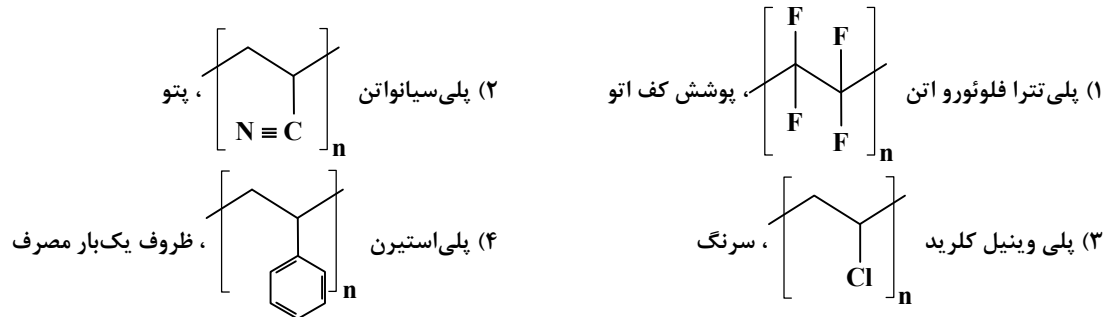 ۱) پلی‌تترا فلوئورو اتن [ F F F F ]n ، پوشش کف اتو
۲) پلی‌سیانواتن [ N ≡ C ]n ، پتو
۳) پلی وینیل کلرید [ Cl ]n ، سرنگ
۴) پلی‌استیرن [ ]n ، ظروف یک‌بار مصرف